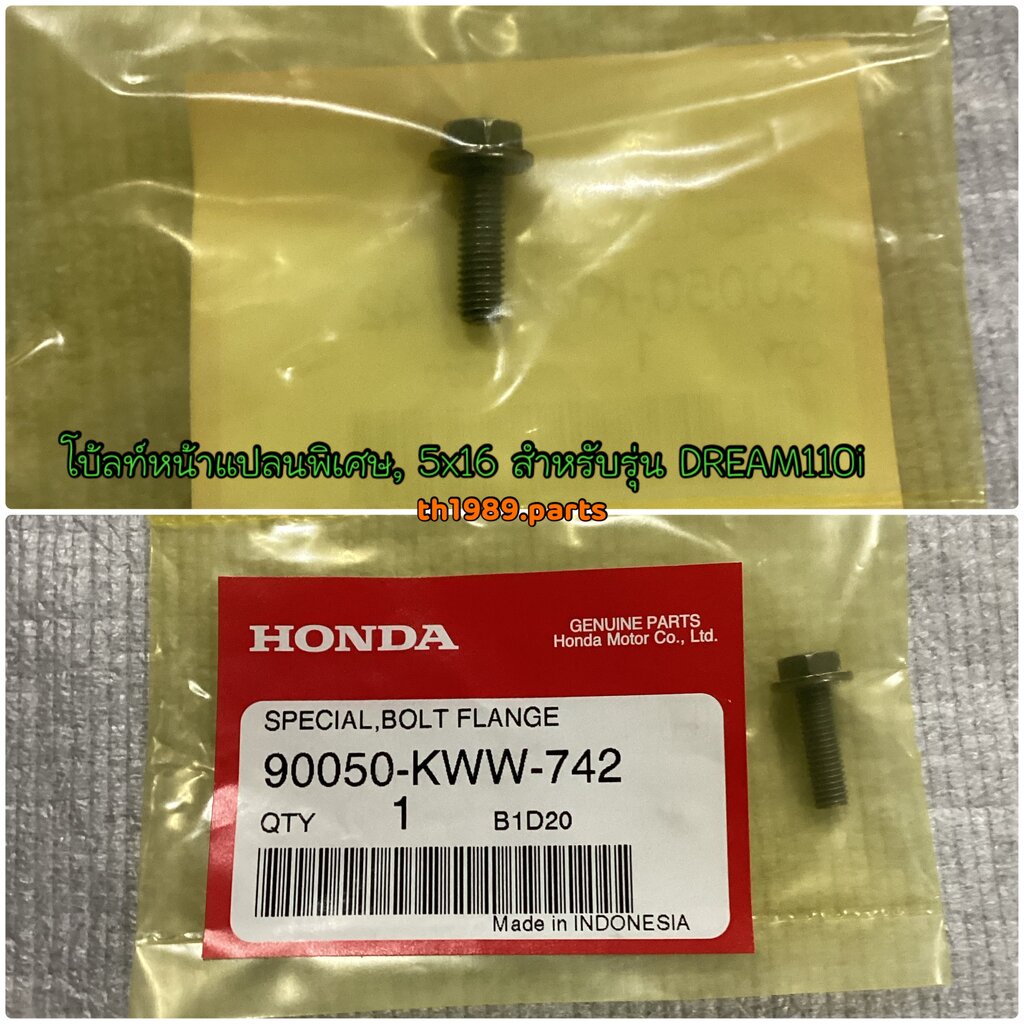 โบ้ลท์หน้าแปลนพิเศษ, 5x16 สำหรับรุ่น DREAM110i
th1989.parts
HONDA
GENUINE PARTS
Honda Motor Co., Ltd.
SPECIAL,BOLT FLANGE
90050-KWW-742
QTY 1 B1D20
Made in INDONESIA